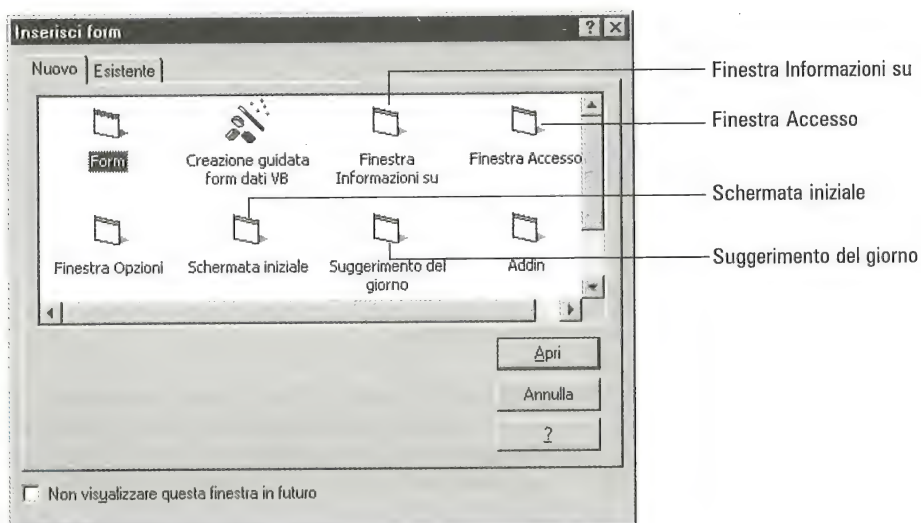 Inserisci form
? X
Nuovo Esistente
Form
Creazione guidata
form dati VB
Finestra
Informazioni su
Finestra Accesso
Finestra Opzioni
Schermata iniziale
Suggerimento del
giorno
Addin
Apri
Annulla
?
Non visualizzare questa finestra in futuro
Finestra Informazioni su
Finestra Accesso
Schermata iniziale
Suggerimento del giorno